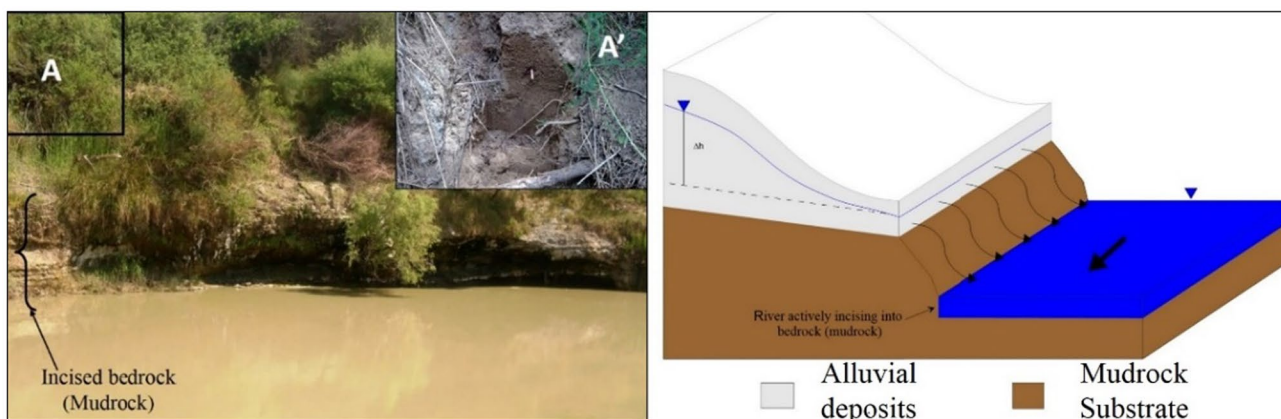 A
A'
Incised bedrock
(Mudrock)
Δh
River actively incising into
bedrock (mudrock)
Alluvial
deposits
Mudrock
Substrate